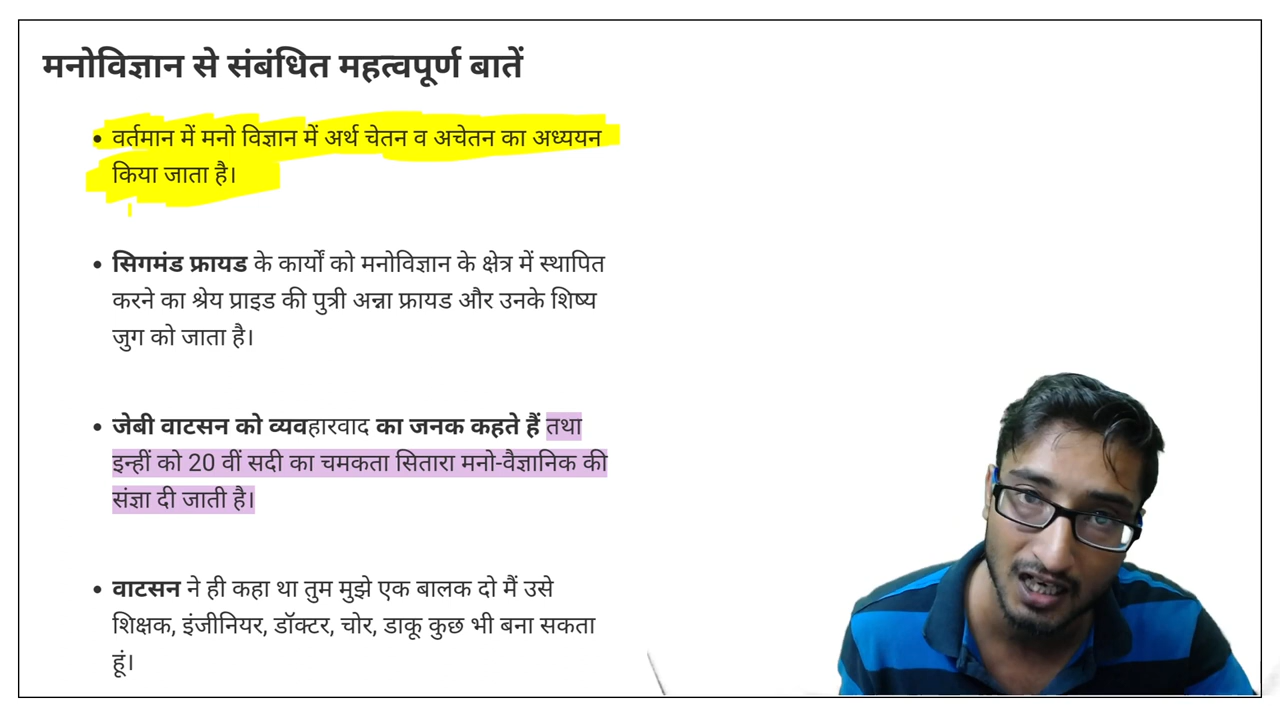 मनोविज्ञान से संबंधित महत्वपूर्ण बातें
• वर्तमान में मनो विज्ञान में अर्थ चेतन व अचेतन का अध्ययन
किया जाता है।
• सिगमंड फ्रायड के कार्यों को मनोविज्ञान के क्षेत्र में स्थापित
करने का श्रेय प्राइड की पुत्री अन्ना फ्रायड और उनके शिष्य
जुग को जाता है।
• जेबी वाटसन को व्यवहारवाद का जनक कहते हैं तथा
इन्हीं को 20 वीं सदी का चमकता सितारा मनो-वैज्ञानिक की
संज्ञा दी जाती है।
• वाटसन ने ही कहा था तुम मुझे एक बालक दो मैं उसे
शिक्षक, इंजीनियर, डॉक्टर, चोर, डाकू कुछ भी बना सकता
हूं।